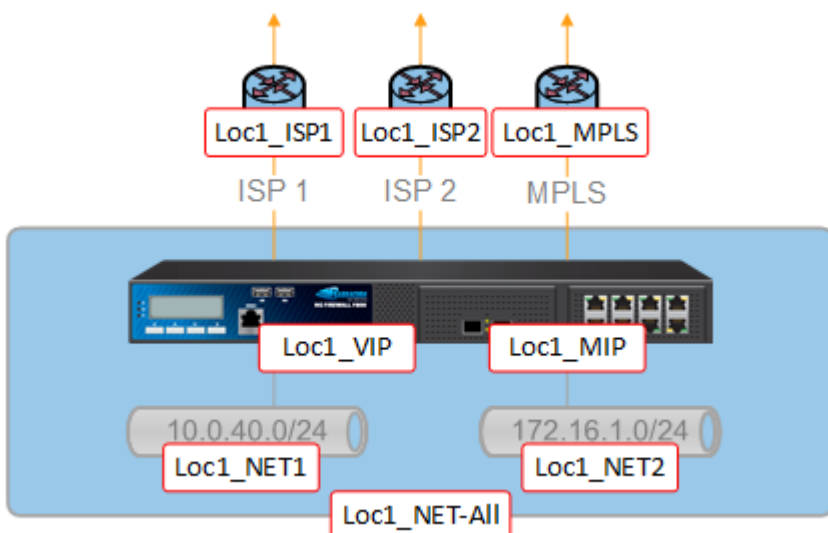 Loc1_ISP1 Loc1_ISP2 Loc1_MPLS
ISP 1 ISP 2 MPLS
Loc1_VIP Loc1_MIP
10.0.40.0/24 172.16.1.0/24
Loc1_NET1 Loc1_NET2
Loc1_NET-All